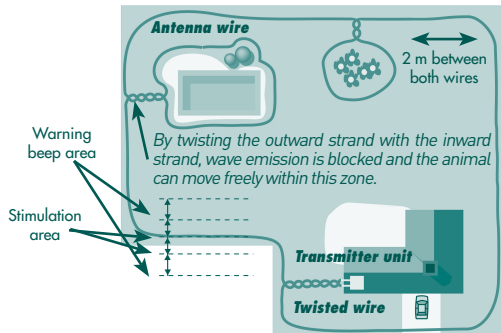 Antenna wire
2 m between
both wires
Warning
beep area
By twisting the outward strand with the inward
strand, wave emission is blocked and the animal
can move freely within this zone.
Stimulation
area
Transmitter unit
Twisted wire